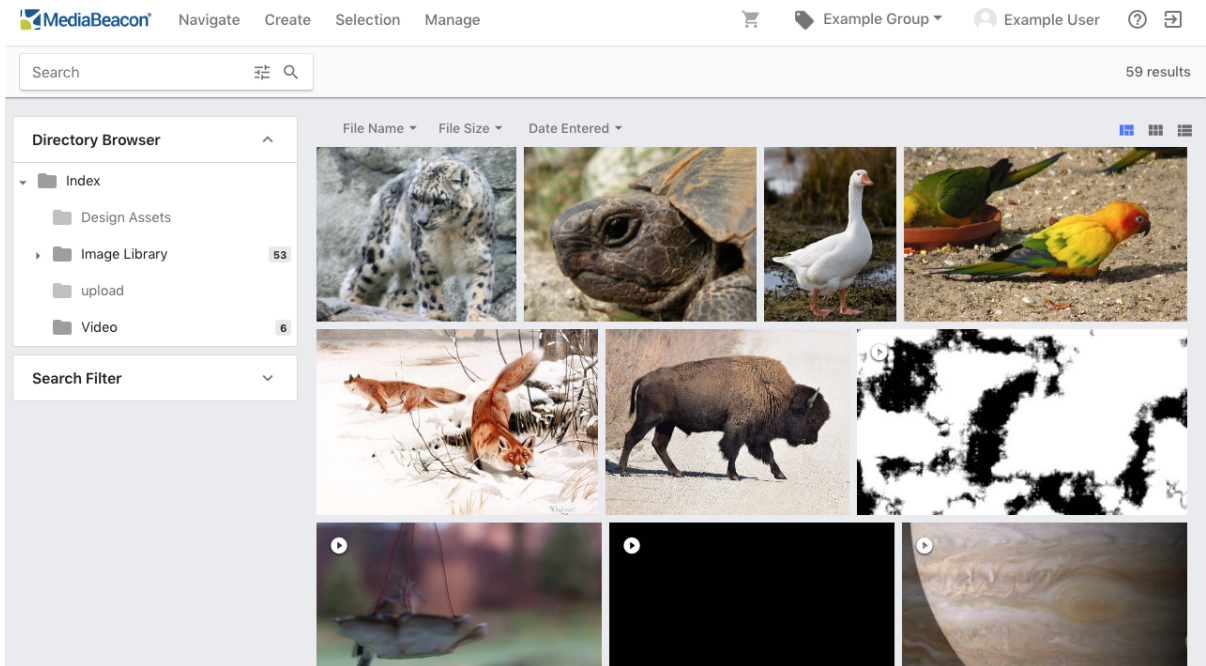 MediaBeacon®
Navigate Create Selection Manage Example Group Example User
Search
59 results
Directory Browser
File Name File Size Date Entered
Index
Design Assets
Image Library 53
upload
Video 6
Search Filter